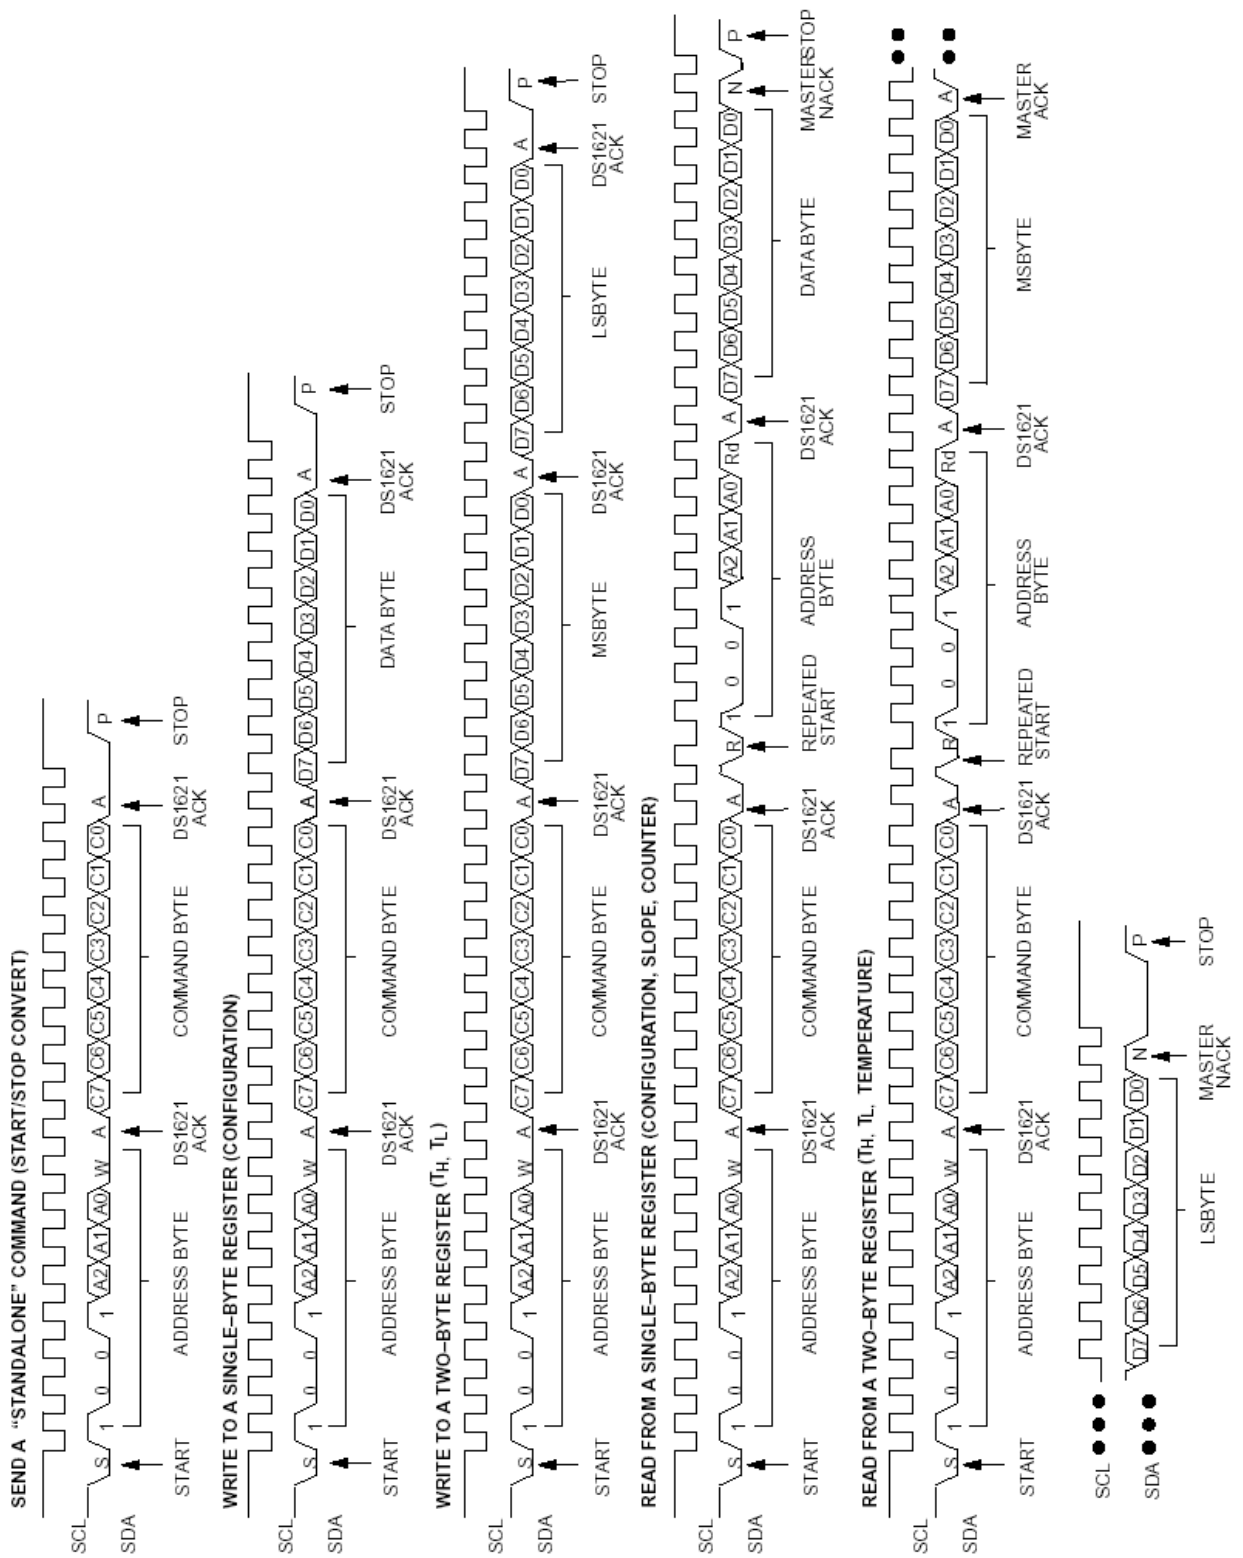 SEND A “STANDALONE” COMMAND (START/STOP CONVERT)
SCL
SDA
S 1 0 0 1 A2 A1 A0 W A C7 C6 C5 C4 C3 C2 C1 C0 A P
START ADDRESS BYTE DS1621 COMMAND BYTE DS1621 STOP
ACK ACK
WRITE TO A SINGLE–BYTE REGISTER (CONFIGURATION)
SCL
SDA
S 1 0 0 1 A2 A1 A0 W A C7 C6 C5 C4 C3 C2 C1 C0 A D7 D6 D5 D4 D3 D2 D1 D0 A P
START ADDRESS BYTE DS1621 COMMAND BYTE DS1621 DATA BYTE DS1621 STOP
ACK ACK ACK
WRITE TO A TWO–BYTE REGISTER (TH, TL)
SCL
SDA
S 1 0 0 1 A2 A1 A0 W A C7 C6 C5 C4 C3 C2 C1 C0 A D7 D6 D5 D4 D3 D2 D1 D0 A D7 D6 D5 D4 D3 D2 D1 D0 A P
START ADDRESS BYTE DS1621 COMMAND BYTE DS1621 MSBYTE DS1621 LSBYTE DS1621 STOP
ACK ACK ACK ACK
READ FROM A SINGLE–BYTE REGISTER (CONFIGURATION, SLOPE, COUNTER)
SCL
SDA
S 1 0 0 1 A2 A1 A0 W A C7 C6 C5 C4 C3 C2 C1 C0 A R 1 0 0 1 A2 A1 A0 Rd A D7 D6 D5 D4 D3 D2 D1 D0 N P
START ADDRESS BYTE DS1621 COMMAND BYTE DS1621 REPEATED ADDRESS DS1621 DATA BYTE MASTER STOP
ACK ACK START BYTE ACK NACK
READ FROM A TWO–BYTE REGISTER (TH, TL, TEMPERATURE)
SCL
SDA
S 1 0 0 1 A2 A1 A0 W A C7 C6 C5 C4 C3 C2 C1 C0 A R 1 0 0 1 A2 A1 A0 Rd A D7 D6 D5 D4 D3 D2 D1 D0 A
START ADDRESS BYTE DS1621 COMMAND BYTE DS1621 REPEATED ADDRESS DS1621 MSBYTE MASTER
ACK ACK START BYTE ACK ACK
SCL
SDA
D7 D6 D5 D4 D3 D2 D1 D0 N P
LSBYTE MASTER STOP
NACK